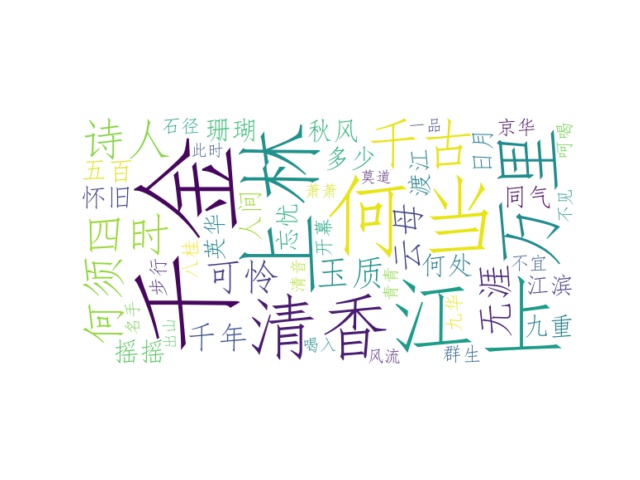 诗人
石径
珊瑚
秋风
千古
一品
京华
呵喝
五百
此时
千金
上林
多少
渡江
日月
万里
怀旧
人间
萧萧
莫道
何当
同气
不见
何须
四时
英华
忘忧
开幕
云母
八桂
步行
可怜
清音
玉质
青青
何处
不宜
无涯
江滨
名手
出山
千年
清香
江上
九华
九重
摇摇
喝入
风流
群生